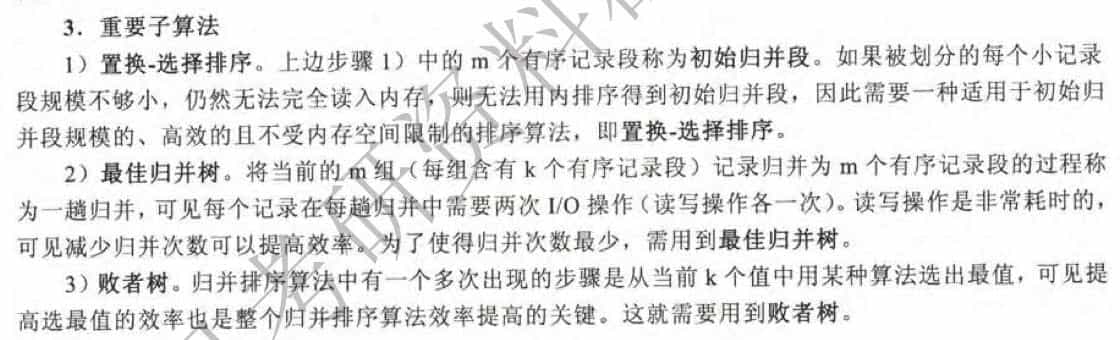 3．重要子算法
1）置换-选择排序。上边步骤 1）中的 m 个有序记录段称为初始归并段。如果被划分的每个小记录
段规模不够小，仍然无法完全读入内存，则无法用内排序得到初始归并段，因此需要一种适用于初始归
并段规模的、高效的且不受内存空间限制的排序算法，即置换-选择排序。
2）最佳归并树。将当前的 m 组（每组含有 k 个有序记录段）记录归并为 m 个有序记录段的过程称
为一趟归并，可见每个记录在每趟归并中需要两次 I/O 操作（读写操作各一次）。读写操作是非常耗时的，
可见减少归并次数可以提高效率。为了使得归并次数最少，需用到最佳归并树。
3）败者树。归并排序算法中有一个多次出现的步骤是从当前 k 个值中用某种算法选出最值，可见提
高选最值的效率也是整个归并排序算法效率提高的关键。这就需要用到败者树。
考研资料